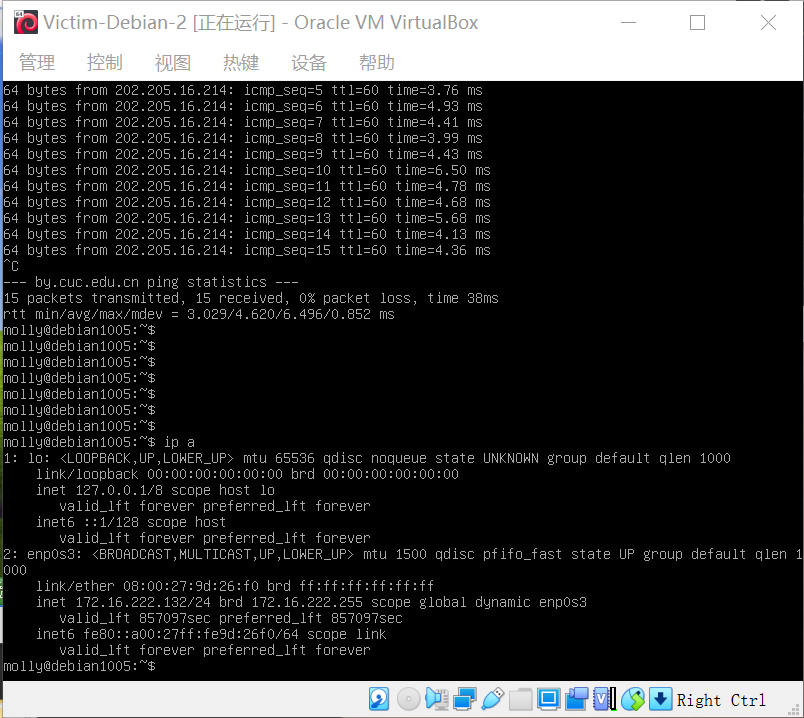 Victim-Debian-2 [正在运行] - Oracle VM VirtualBox
管理 控制 视图 热键 设备 帮助
64 bytes from 202.205.16.214: icmp_seq=5 ttl=60 time=3.76 ms
64 bytes from 202.205.16.214: icmp_seq=6 ttl=60 time=4.93 ms
64 bytes from 202.205.16.214: icmp_seq=7 ttl=60 time=4.41 ms
64 bytes from 202.205.16.214: icmp_seq=8 ttl=60 time=3.99 ms
64 bytes from 202.205.16.214: icmp_seq=9 ttl=60 time=4.43 ms
64 bytes from 202.205.16.214: icmp_seq=10 ttl=60 time=6.50 ms
64 bytes from 202.205.16.214: icmp_seq=11 ttl=60 time=4.78 ms
64 bytes from 202.205.16.214: icmp_seq=12 ttl=60 time=4.68 ms
64 bytes from 202.205.16.214: icmp_seq=13 ttl=60 time=5.68 ms
64 bytes from 202.205.16.214: icmp_seq=14 ttl=60 time=4.13 ms
64 bytes from 202.205.16.214: icmp_seq=15 ttl=60 time=4.36 ms
^C
--- by.cuc.edu.cn ping statistics ---
15 packets transmitted, 15 received, 0% packet loss, time 38ms
rtt min/avg/max/mdev = 3.029/4.620/6.496/0.852 ms
molly@debian1005:~$
molly@debian1005:~$
molly@debian1005:~$
molly@debian1005:~$
molly@debian1005:~$
molly@debian1005:~$
molly@debian1005:~$
molly@debian1005:~$ ip a
1: lo: <LOOPBACK,UP,LOWER_UP> mtu 65536 qdisc noqueue state UNKNOWN group default qlen 1000
    link/loopback 00:00:00:00:00:00 brd 00:00:00:00:00:00
    inet 127.0.0.1/8 scope host lo
       valid_lft forever preferred_lft forever
    inet6 ::1/128 scope host
       valid_lft forever preferred_lft forever
2: enp0s3: <BROADCAST,MULTICAST,UP,LOWER_UP> mtu 1500 qdisc pfifo_fast state UP group default qlen 1
000
    link/ether 08:00:27:9d:26:f0 brd ff:ff:ff:ff:ff:ff
    inet 172.16.222.132/24 brd 172.16.222.255 scope global dynamic enp0s3
       valid_lft 857097sec preferred_lft 857097sec
    inet6 fe80::a00:27ff:fe9d:26f0/64 scope link
       valid_lft forever preferred_lft forever
molly@debian1005:~$
Right Ctrl